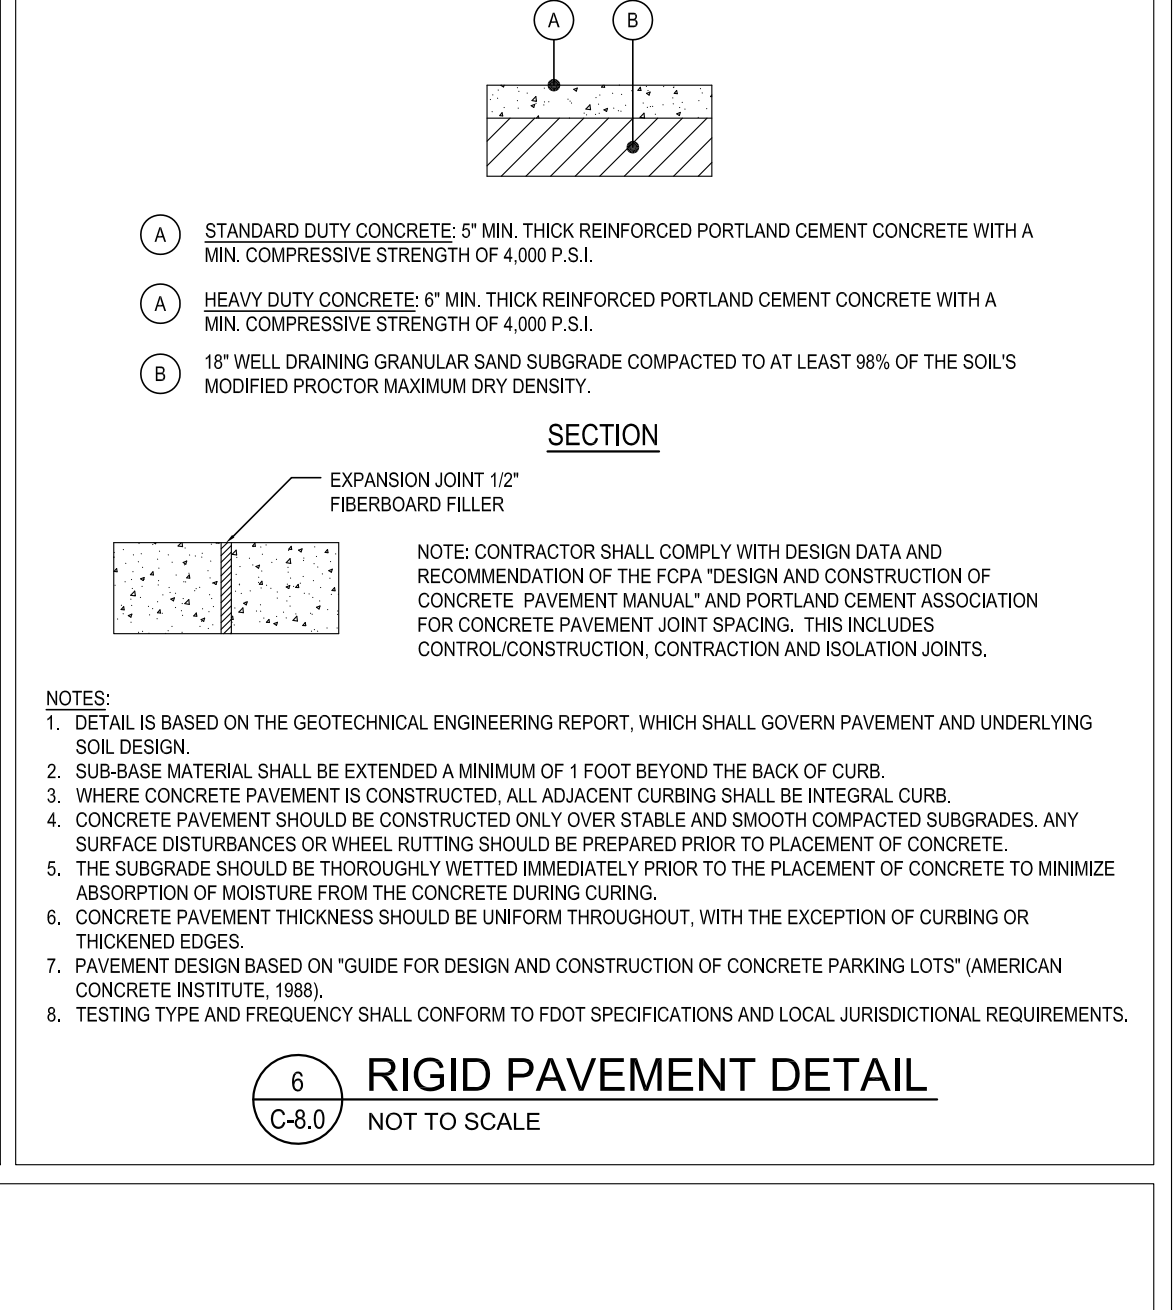 A B
A STANDARD DUTY CONCRETE: 5" MIN. THICK REINFORCED PORTLAND CEMENT CONCRETE WITH A
MIN. COMPRESSIVE STRENGTH OF 4,000 P.S.I.
A HEAVY DUTY CONCRETE: 6" MIN. THICK REINFORCED PORTLAND CEMENT CONCRETE WITH A
MIN. COMPRESSIVE STRENGTH OF 4,000 P.S.I.
B 18" WELL DRAINING GRANULAR SAND SUBGRADE COMPACTED TO AT LEAST 98% OF THE SOIL'S
MODIFIED PROCTOR MAXIMUM DRY DENSITY.
SECTION
EXPANSION JOINT 1/2"
FIBERBOARD FILLER
NOTE: CONTRACTOR SHALL COMPLY WITH DESIGN DATA AND
RECOMMENDATION OF THE FCPA "DESIGN AND CONSTRUCTION OF
CONCRETE PAVEMENT MANUAL" AND PORTLAND CEMENT ASSOCIATION
FOR CONCRETE PAVEMENT JOINT SPACING. THIS INCLUDES
CONTROL/CONSTRUCTION, CONTRACTION AND ISOLATION JOINTS.
NOTES:
1. DETAIL IS BASED ON THE GEOTECHNICAL ENGINEERING REPORT, WHICH SHALL GOVERN PAVEMENT AND UNDERLYING
SOIL DESIGN.
2. SUB-BASE MATERIAL SHALL BE EXTENDED A MINIMUM OF 1 FOOT BEYOND THE BACK OF CURB.
3. WHERE CONCRETE PAVEMENT IS CONSTRUCTED, ALL ADJACENT CURBING SHALL BE INTEGRAL CURB.
4. CONCRETE PAVEMENT SHOULD BE CONSTRUCTED ONLY OVER STABLE AND SMOOTH COMPACTED SUBGRADES. ANY
SURFACE DISTURBANCES OR WHEEL RUTTING SHOULD BE PREPARED PRIOR TO PLACEMENT OF CONCRETE.
5. THE SUBGRADE SHOULD BE THOROUGHLY WETTED IMMEDIATELY PRIOR TO THE PLACEMENT OF CONCRETE TO MINIMIZE
ABSORPTION OF MOISTURE FROM THE CONCRETE DURING CURING.
6. CONCRETE PAVEMENT THICKNESS SHOULD BE UNIFORM THROUGHOUT, WITH THE EXCEPTION OF CURBING OR
THICKENED EDGES.
7. PAVEMENT DESIGN BASED ON "GUIDE FOR DESIGN AND CONSTRUCTION OF CONCRETE PARKING LOTS" (AMERICAN
CONCRETE INSTITUTE, 1988).
8. TESTING TYPE AND FREQUENCY SHALL CONFORM TO FDOT SPECIFICATIONS AND LOCAL JURISDICTIONAL REQUIREMENTS.
6 RIGID PAVEMENT DETAIL
C-8.0 NOT TO SCALE